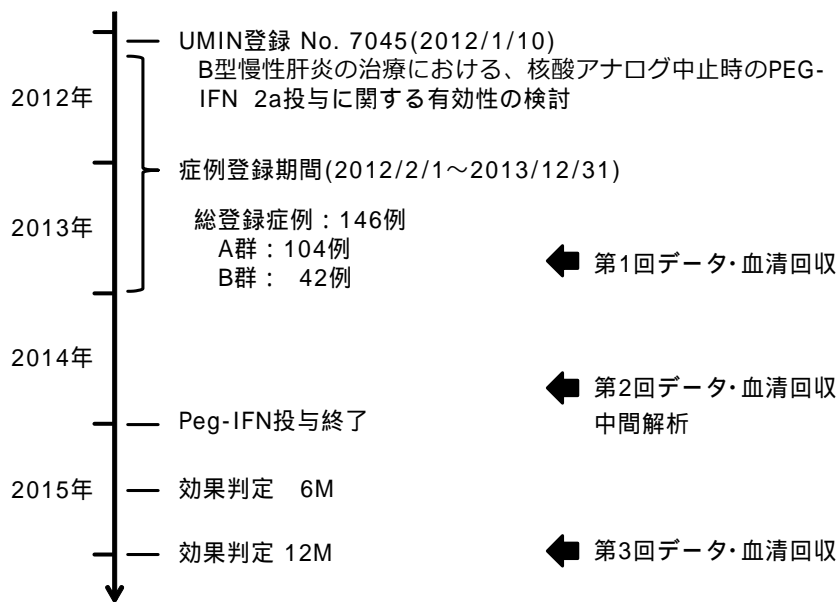 UMIN登録 No. 7045(2012/1/10)
B型慢性肝炎の治療における、核酸アナログ中止時のPEG-
IFN 2a投与に関する有効性の検討
2012年
症例登録期間(2012/2/1～2013/12/31)
2013年
総登録症例：146例
A群：104例
B群： 42例
第1回データ・血清回収
2014年
第2回データ・血清回収
中間解析
Peg-IFN投与終了
2015年
効果判定 6M
効果判定 12M
第3回データ・血清回収